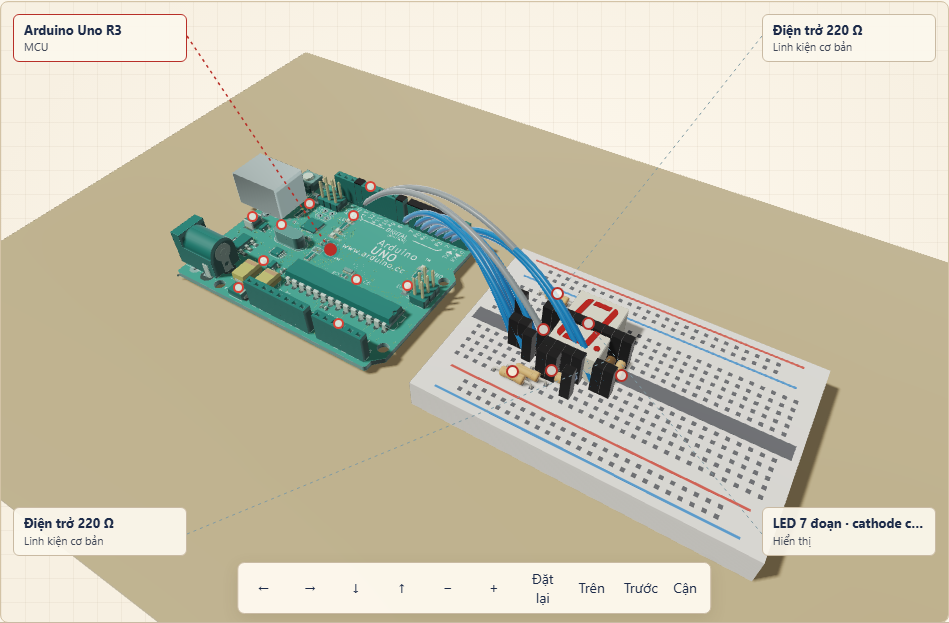 Arduino Uno R3
MCU
Điện trở 220 Ω
Linh kiện cơ bản
DIGITAL
Arduino
UNO
www.arduino.cc
Điện trở 220 Ω
Linh kiện cơ bản
LED 7 đoạn · cathode c...
Hiển thị
← → ↓ ↑ − + Đặt lại Trên Trước Cận